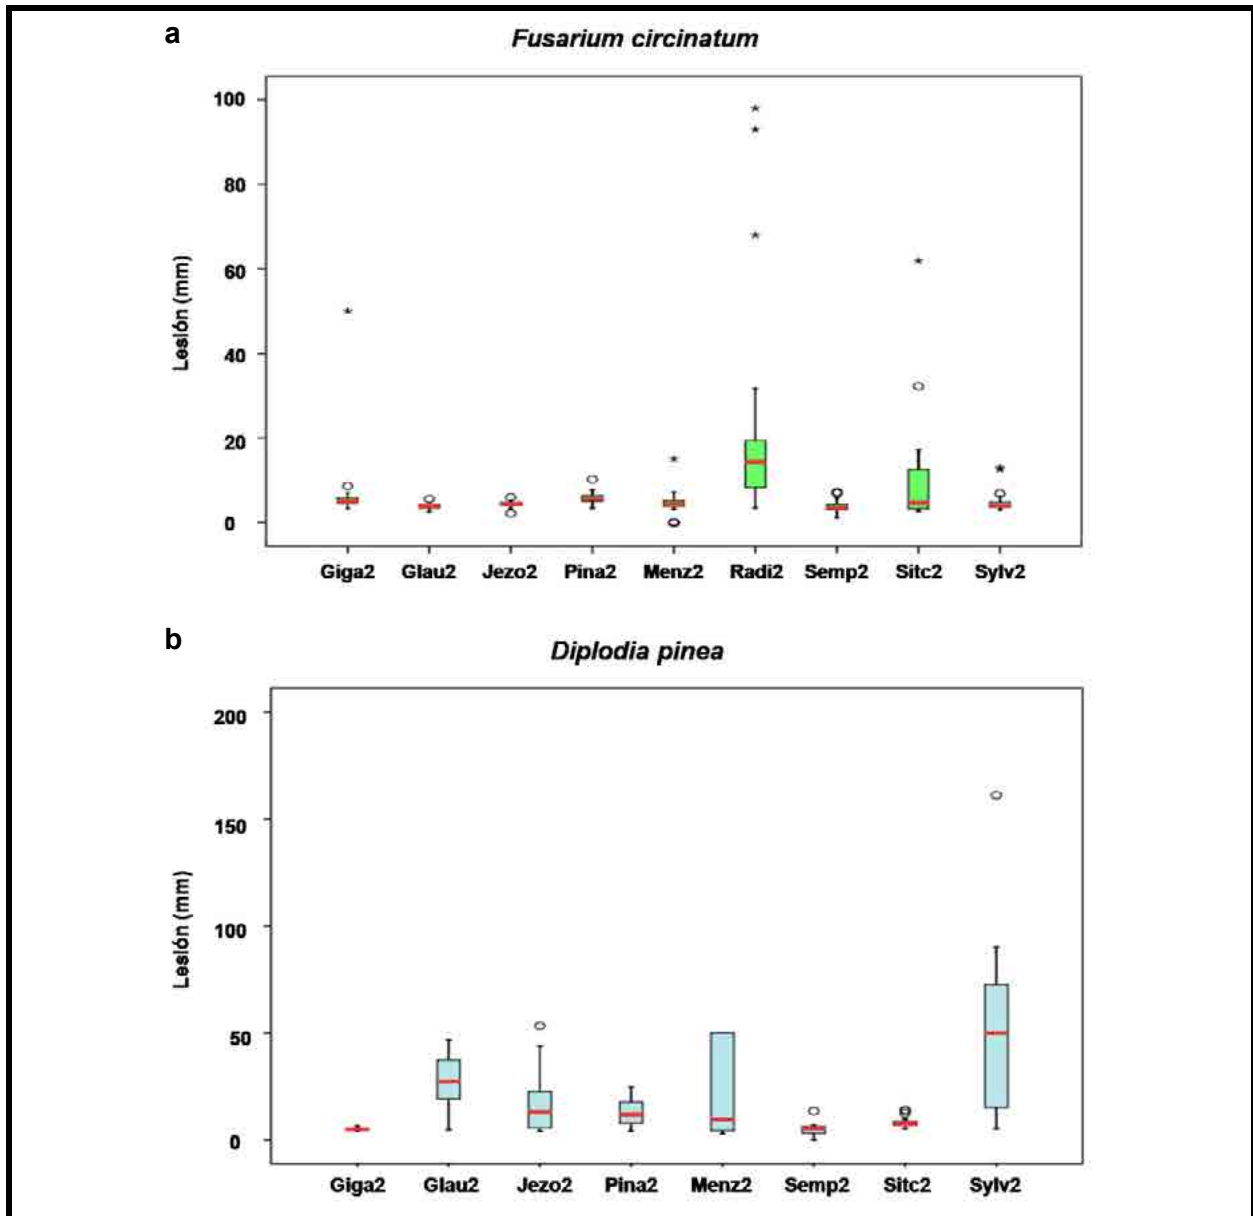 a
Fusarium circinatum
100
80
60
40
20
0
Lesión (mm)
Giga2 Glau2 Jezo2 Pina2 Menz2 Radi2 Semp2 Sitc2 Sylv2
b
Diplodia pinea
200
150
100
50
0
Lesión (mm)
Giga2 Glau2 Jezo2 Pina2 Menz2 Semp2 Sitc2 Sylv2